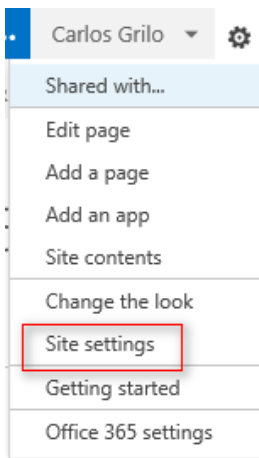 Carlos Grilo
Shared with...
Edit page
Add a page
Add an app
Site contents
Change the look
Site settings
Getting started
Office 365 settings